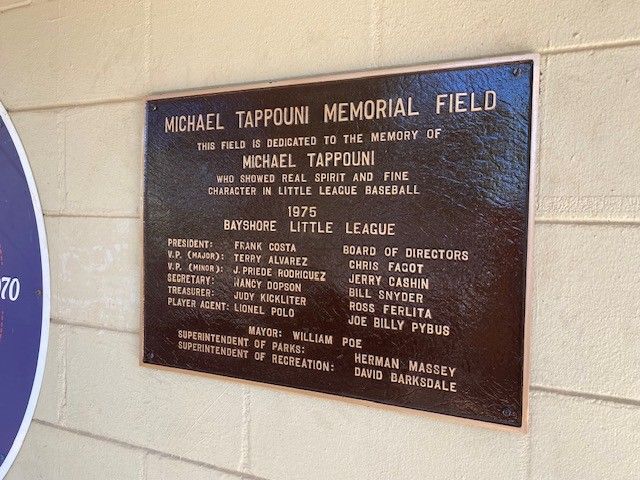 MICHAEL TAPPOUNI MEMORIAL FIELD
THIS FIELD IS DEDICATED TO THE MEMORY OF
MICHAEL TAPPOUNI
WHO SHOWED REAL SPIRIT AND FINE
CHARACTER IN LITTLE LEAGUE BASEBALL
1975
BAYSHORE LITTLE LEAGUE
PRESIDENT: FRANK COSTA
V.P. (MAJOR): TERRY ALVAREZ
V.P. (MINOR): J. PRIEDE RODRIGUEZ
SECRETARY: NANCY DOPSON
TREASURER: JUDY KICKLITER
PLAYER AGENT: LIONEL POLO
BOARD OF DIRECTORS
CHRIS FAGOT
JERRY CASHIN
BILL SNYDER
ROSS FERLITA
JOE BILLY PYBUS
MAYOR: WILLIAM POE
SUPERINTENDENT OF PARKS: HERMAN MASSEY
SUPERINTENDENT OF RECREATION: DAVID BARKSDALE
970